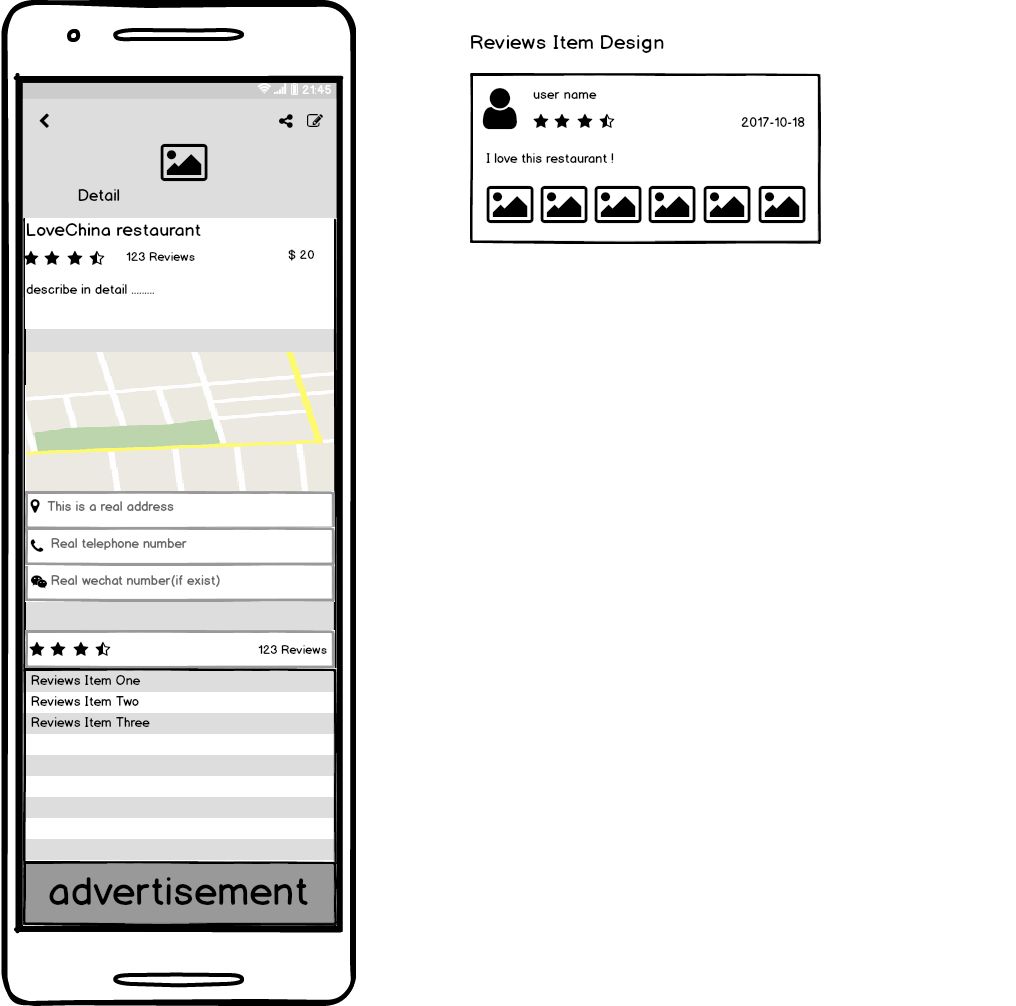 21:45
Detail
LoveChina restaurant
123 Reviews
$ 20
describe in detail .........
This is a real address
Real telephone number
Real wechat number(if exist)
123 Reviews
Reviews Item One
Reviews Item Two
Reviews Item Three
advertisement
Reviews Item Design
user name
2017-10-18
I love this restaurant !